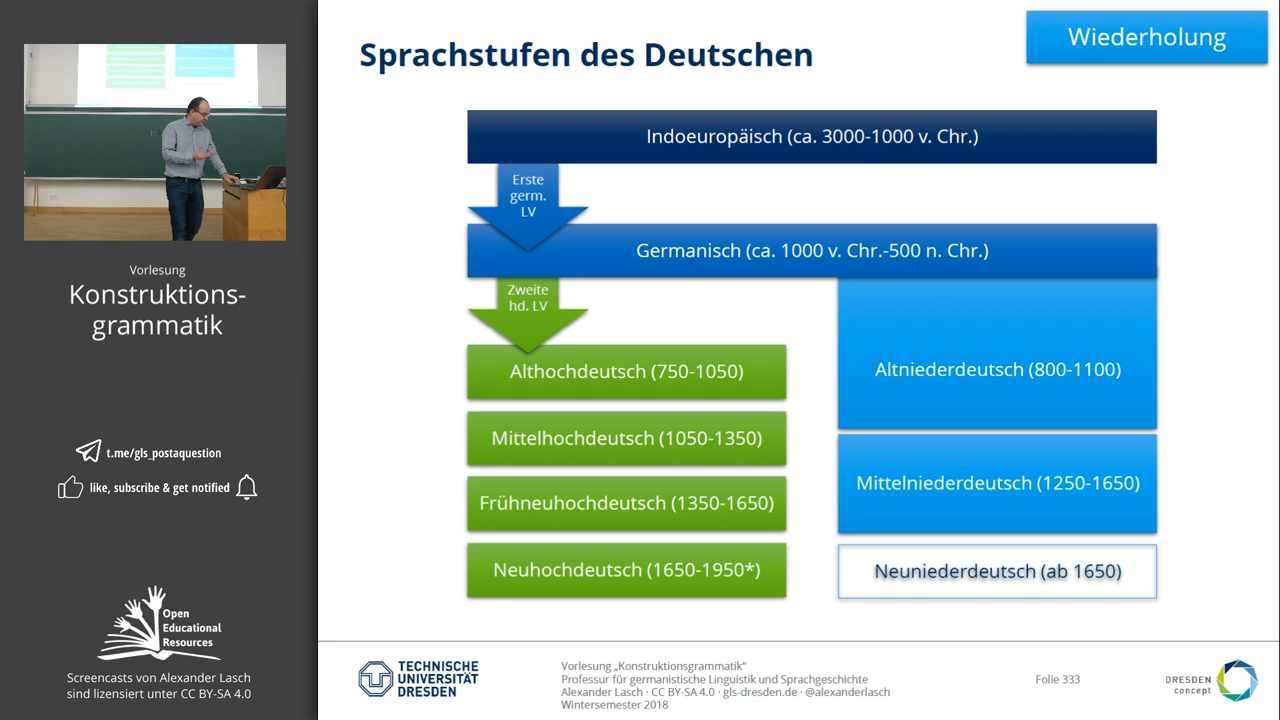 Wiederholung
Sprachstufen des Deutschen
Indoeuropäisch (ca. 3000-1000 v. Chr.)
Erste
germ.
LV
Germanisch (ca. 1000 v. Chr.-500 n. Chr.)
Zweite
hd. LV
Althochdeutsch (750-1050)
Mittelhochdeutsch (1050-1350)
Frühneuhochdeutsch (1350-1650)
Neuhochdeutsch (1650-1950*)
Altniederdeutsch (800-1100)
Mittelniederdeutsch (1250-1650)
Neuniederdeutsch (ab 1650)
Vorlesung
Konstruktions-
grammatik
t.me/gls_postaquestion
like, subscribe & get notified
Open
Educational
Resources
Screencasts von Alexander Lasch
sind lizensiert unter CC BY-SA 4.0
TECHNISCHE
UNIVERSITÄT
DRESDEN
Vorlesung „Konstruktionsgrammatik“
Professur für germanistische Linguistik und Sprachgeschichte
Alexander Lasch · CC BY-SA 4.0 · gls-dresden.de · @alexanderlasch
Wintersemester 2018
Folie 333
DRESDEN
concept